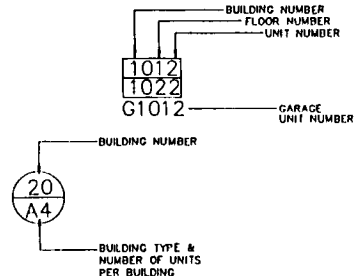 BUILDING NUMBER
FLOOR NUMBER
UNIT NUMBER
1012
1022
G1012
GARAGE
UNIT NUMBER
BUILDING NUMBER
20
A4
BUILDING TYPE &
NUMBER OF UNITS
PER BUILDING